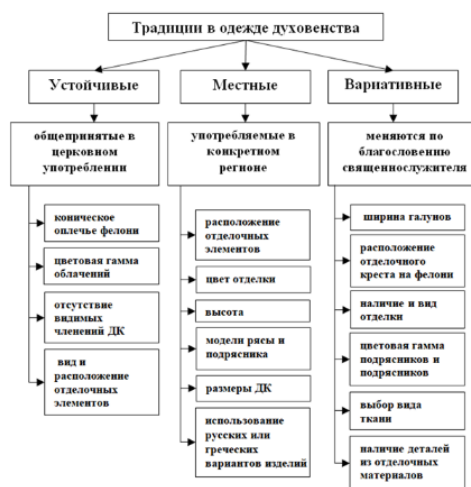 Традиции в одежде духовенства
Устойчивые
Местные
Вариативные
общепринятые в
церковном
употреблении
употребляемые в
конкретном
регионе
меняются по
благословению
священнослужителя
коническое
оплечье фелони
цветовая гамма
облачений
отсутствие
видимых
членений ДК
вид и
расположение
отделочных
элементов
расположение
отделочных
элементов
цвет отделки
высота
модели рясы и
подрясника
размеры ДК
использование
русских или
греческих
вариантов изделий
ширина галунов
расположение
отделочного
креста на фелони
наличие и вид
отделки
цветовая гамма
подрясников и
подрясников
выбор вида
ткани
наличие деталей
из отделочных
материалов